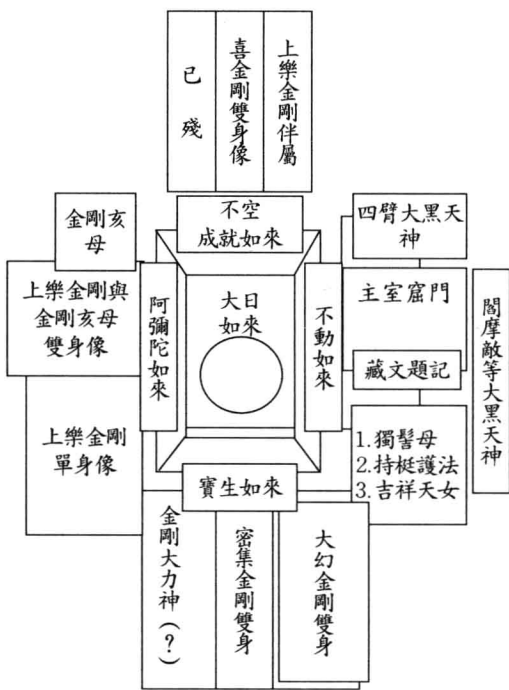 已殘
喜金剛雙身像
上樂金剛伴屬
不空
成就如來
金剛亥
母
四臂大黑天
神
上樂金剛與
金剛亥母
雙身像
阿彌陀如來
大日
如來
不動如來
主室窟門
藏文題記
閻摩敵等大黑天神
上樂金剛
單身像
1.獨髻母
2.持梃護法
3.吉祥天女
寶生如來
金剛大力神(?)
密集金剛雙身
大幻金剛雙身